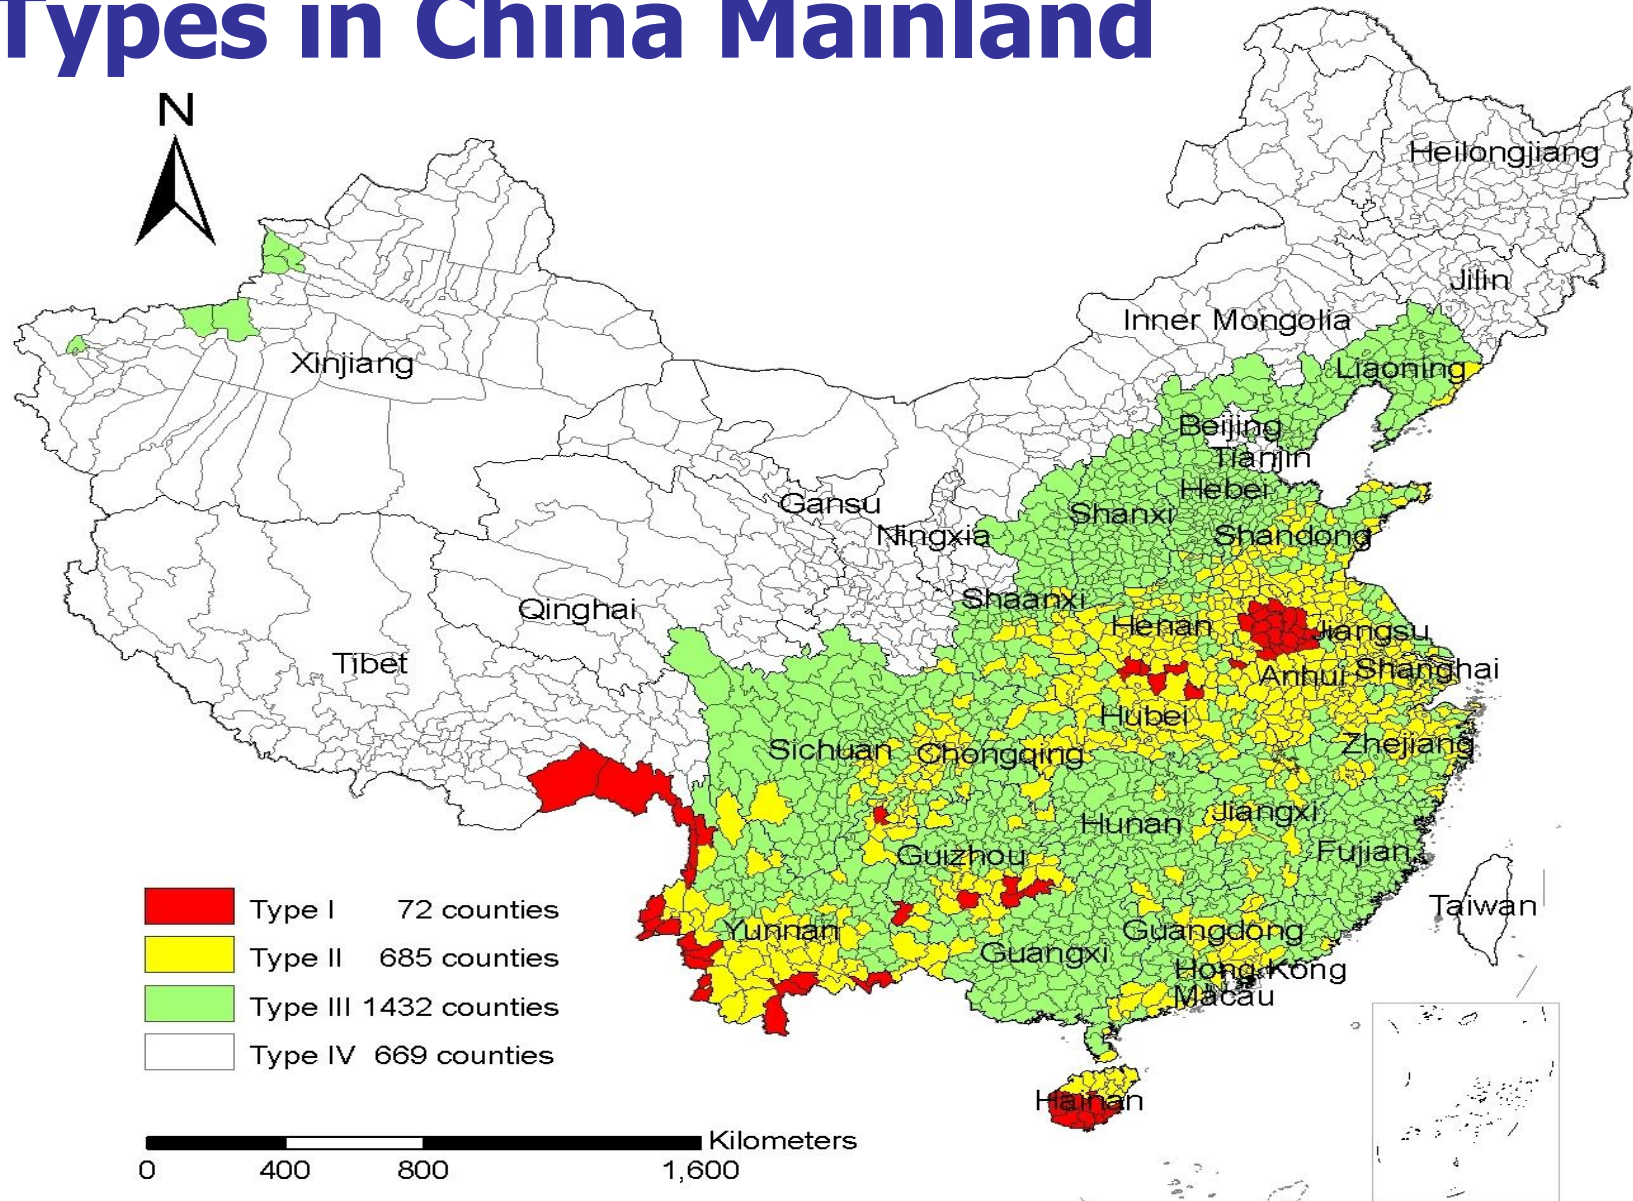 Types in China Mainland
N
Heilongjiang
Jilin
Inner Mongolia
Xinjiang
Liaoning
Beijing
Tianjin
Hebei
Gansu
Shanxi
Ningxia
Shandong
Shaanxi
Qinghai
Henan
Jiangsu
Tibet
Anhui
Shanghai
Hubei
Sichuan
Chongqing
Zhejiang
Jiangxi
Hunan
Guizhou
Fujian
Taiwan
Yunnan
Guangdong
Guangxi
Hong Kong
Macau
Hainan
Type I 72 counties
Type II 685 counties
Type III 1432 counties
Type IV 669 counties
Kilometers
0 400 800 1,600